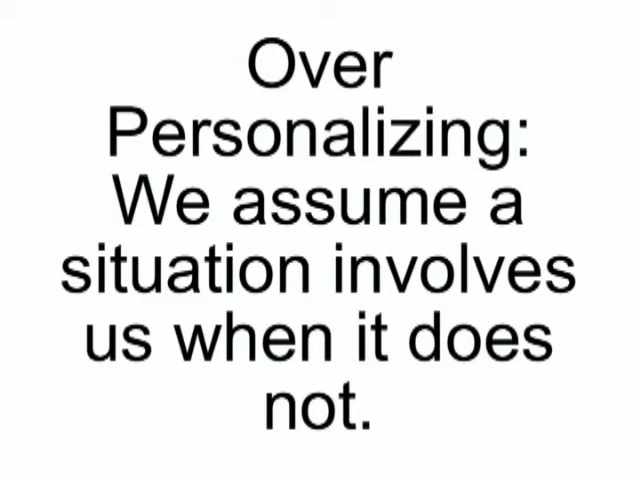 Over
Personalizing:
We assume a
situation involves
us when it does
not.